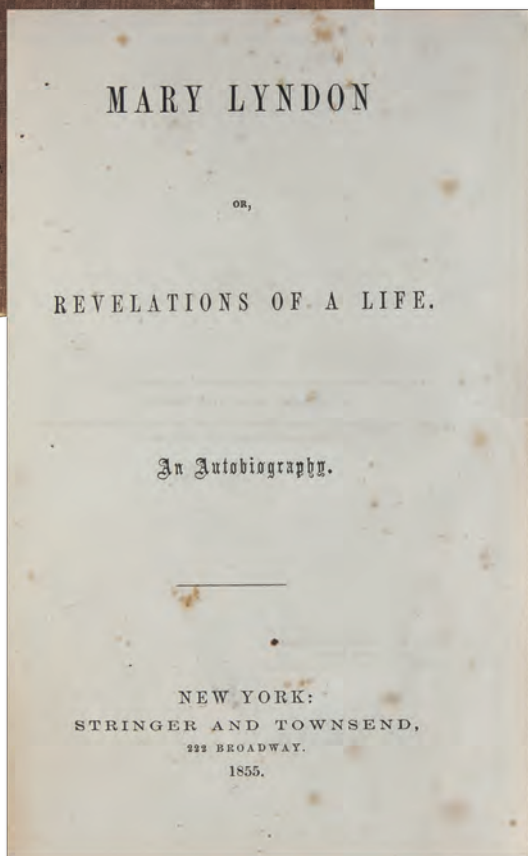 MARY LYNDON
OR,
REVELATIONS OF A LIFE.
An Autobiography.
NEW YORK:
STRINGER AND TOWNSEND,
222 BROADWAY.
1855.